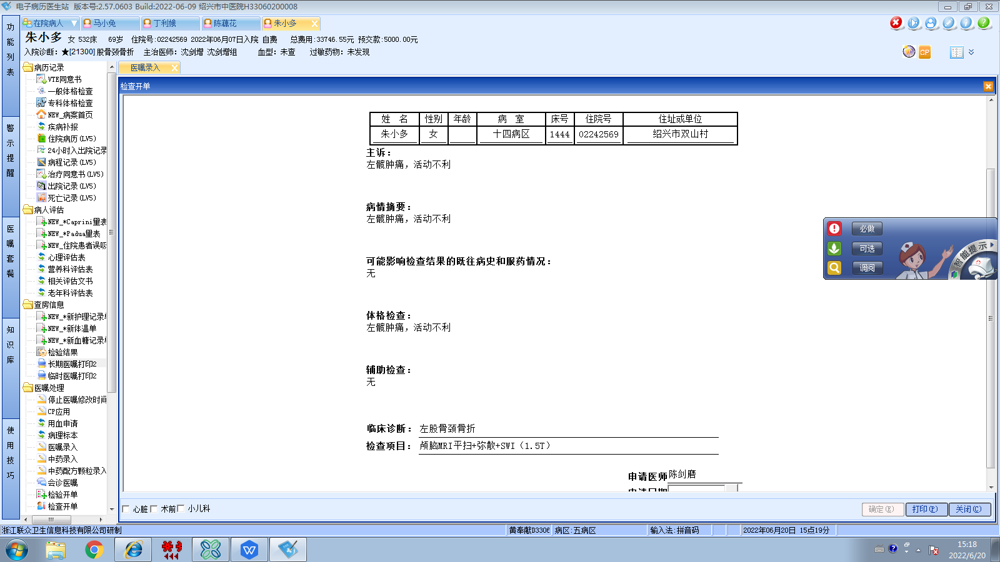 电子病历医生站 版本号:2.57.0603 Build:2022-06-09 绍兴市中医院H33060200008
在院病人 马小兔 丁利娥 陈藕花 朱小多
朱小多 女 532床 69岁 住院号:02242569 2022年06月07日入院 自费 总费用:33746.55元 预交款:5000.00元
入院诊断：★[21300]股骨颈骨折 主治医师：沈剑增 沈剑增组 血型：未查 过敏药物：未发现
CP
功能列表
警示提醒
医嘱套餐
知识库
使用技巧
病历记录
VTE同意书
一般体格检查
专科体格检查
NEW_病案首页
疾病补报
住院病历(LV5)
24小时入出院记录
病程记录(LV5)
治疗同意书(LV5)
出院记录(LV5)
死亡记录(LV5)
病人评估
NEW_*Caprini量表
NEW_*Padua量表
NEW_住院患者误吸
心理评估表
营养科评估表
相关评估文书
老年科评估表
查房信息
NEW_*新护理记录单
NEW_*新体温单
NEW_*新血糖记录单
检验结果
长期医嘱打印2
临时医嘱打印2
医嘱处理
停止医嘱修改时间
CP应用
用血申请
病理标本
医嘱录入
中药录入
中药配方颗粒录入
会诊医嘱
检验开单
检查开单
医嘱录入
检查开单
姓 名 性别 年龄 病 室 床号 住院号 住址或单位
朱小多 女 十四病区 1444 02242569 绍兴市双山村
主诉：
左髋肿痛，活动不利
病情摘要：
左髋肿痛，活动不利
可能影响检查结果的既往病史和服药情况：
无
体格检查：
左髋肿痛，活动不利
辅助检查：
无
临床诊断： 左股骨颈骨折
检查项目： 颅脑MRI平扫+弥散+SWI（1.5T）
申请医师 陈剑磨
申请日期
必做
可选
调阅
智能提示
心脏 术前 小儿科
确定(E) 打印(P) 关闭(C)
浙江联众卫生信息科技有限公司研制 黄奉献D3306 病区:五病区 输入法:拼音码 2022年06月20日 15点19分
15:18
2022/6/20